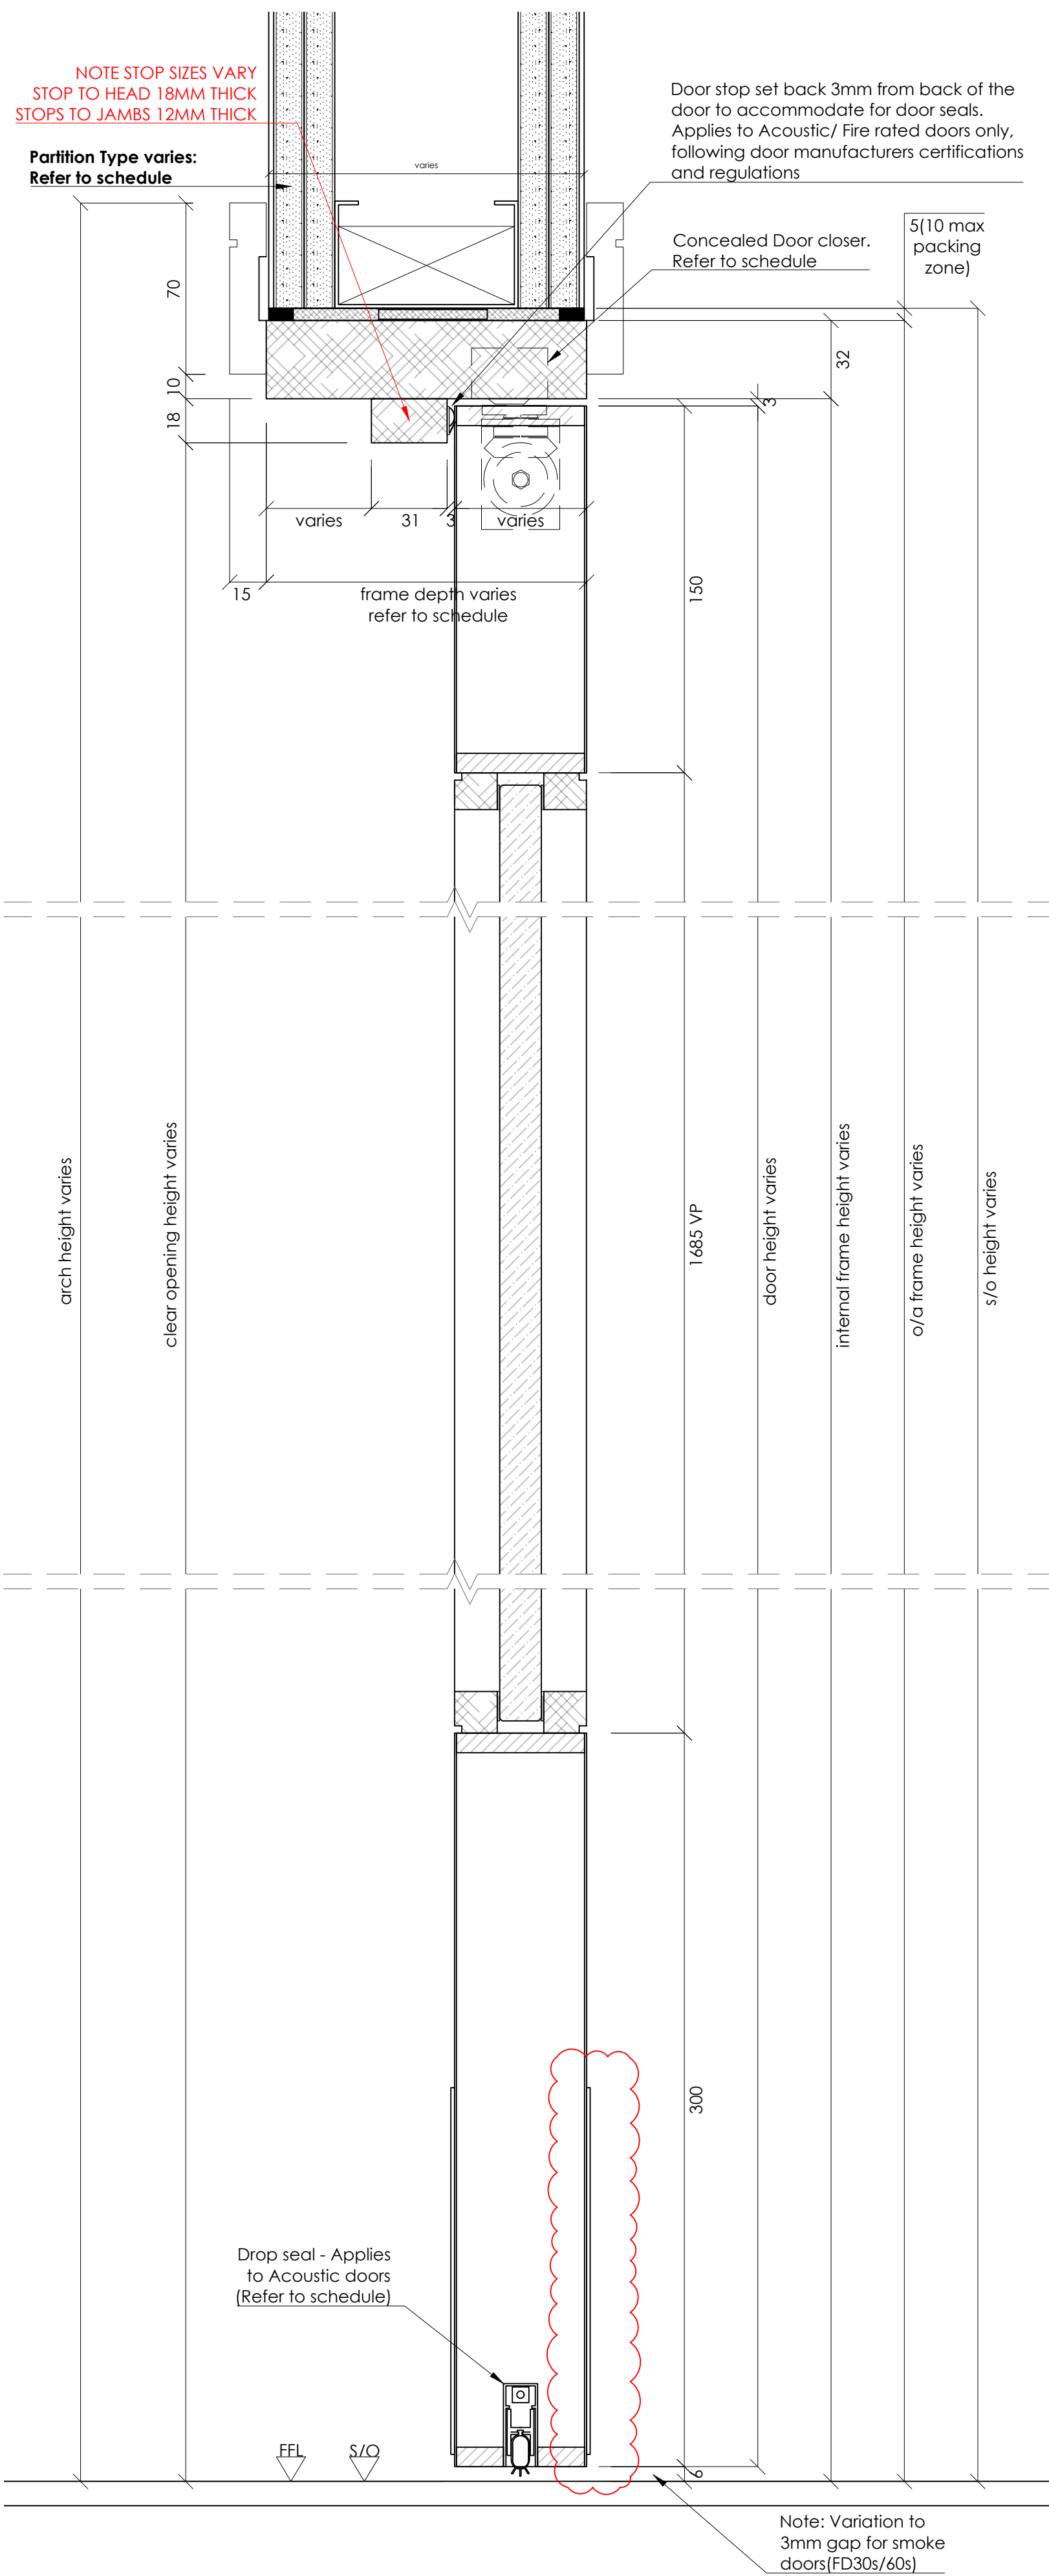 NOTE STOP SIZES VARY
STOP TO HEAD 18MM THICK
STOPS TO JAMBS 12MM THICK
Partition Type varies:
Refer to schedule
varies
Door stop set back 3mm from back of the
door to accommodate for door seals.
Applies to Acoustic/ Fire rated doors only,
following door manufacturers certifications
and regulations
Concealed Door closer.
Refer to schedule
5(10 max
packing
zone)
70
10
18
32
3
varies
31
3
varies
15
frame depth varies
refer to schedule
150
arch height varies
clear opening height varies
1685 VP
door height varies
internal frame height varies
o/a frame height varies
s/o height varies
300
Drop seal - Applies
to Acoustic doors
(Refer to schedule)
FFL
S/O
6
Note: Variation to
3mm gap for smoke
doors(FD30s/60s)